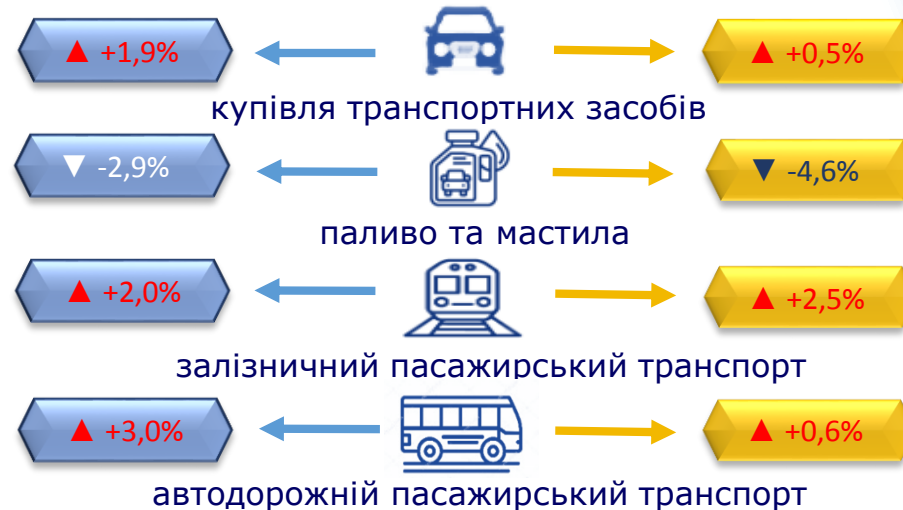 ▲ +1,9% ▲ +0,5%
купівля транспортних засобів
▼ -2,9% ▼ -4,6%
паливо та мастила
▲ +2,0% ▲ +2,5%
залізничний пасажирський транспорт
▲ +3,0% ▲ +0,6%
автодорожній пасажирський транспорт